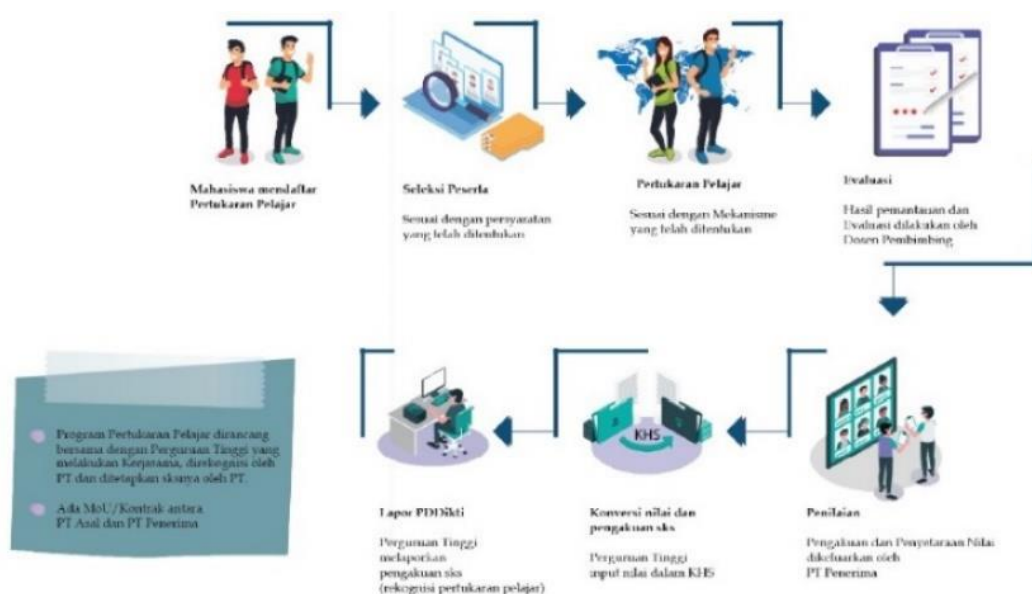 Mahasiswa mendaftar
Pertukaran Pelajar
Seleksi Peserta
Sesuai dengan persyaratan
yang telah ditentukan
Pertukaran Pelajar
Sesuai dengan Mekanisme
yang telah ditentukan
Evaluasi
Hasil pemantauan dan
Evaluasi dilakukan oleh
Dosen Pembimbing
Program Pertukaran Pelajar dirancang
bersama dengan Perguruan Tinggi yang
melakukan Kerjasama, direkognisi oleh
PT dan ditetapkan sksnya oleh PT.
Ada MoU/Kontrak antara
PT Asal dan PT Penerima
Lapor PDDikti
Perguruan Tinggi
melaporkan
pengakuan sks
(rekognisi pertukaran pelajar)
KHS
Konversi nilai dan
pengakuan sks
Perguruan Tinggi
input nilai dalam KHS
Penilaian
Pengakuan dan Penyetaraan Nilai
dikeluarkan oleh
PT Penerima